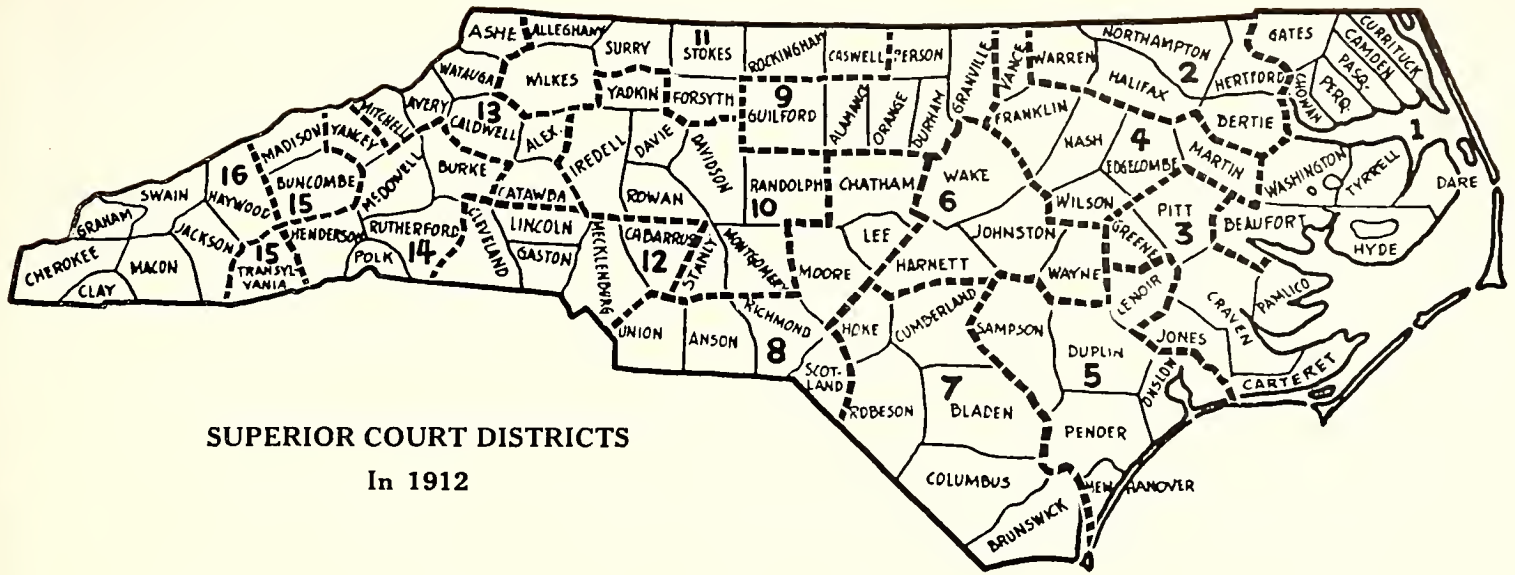 ASHE
ALLEGHANY
SURRY
11
STOKES
ROCKINGHAM
CASWELL
PERSON
GRANVILLE
VANCE
WARREN
NORTHAMPTON
2
GATES
CURRITUCK
CAMDEN
PASQ.
PERQ.
CHOWAN
HERTFORD
HALIFAX
BERTIE
WATAUGA
WILKES
YADKIN
FORSYTH
9
GUILFORD
ALAMANCE
ORANGE
DURHAM
FRANKLIN
NASH
4
EDGECOMBE
MARTIN
1
WASHINGTON
TYRRELL
DARE
MITCHELL
AVERY
13
CALDWELL
ALEX.
IREDELL
DAVIE
DAVIDSON
MADISON
YANCEY
MCDOWELL
BURKE
CATAWBA
ROWAN
RANDOLPH
10
CHATHAM
WAKE
6
WILSON
PITT
3
GREENE
BEAUFORT
HYDE
SWAIN
16
HAYWOOD
BUNCOMBE
15
GRAHAM
JACKSON
HENDERSON
RUTHERFORD
14
CLEVELAND
LINCOLN
GASTON
MECKLENBURG
CABARRUS
12
STANLY
MONTGOMERY
MOORE
LEE
HARNETT
JOHNSTON
WAYNE
LENOIR
CRAVEN
PAMLICO
CHEROKEE
MACON
CLAY
15
TRANSYL-
VANIA
POLK
UNION
ANSON
RICHMOND
8
SCOT-
LAND
HOKE
CUMBERLAND
SAMPSON
DUPLIN
5
JONES
ONSLOW
CARTERET
ROBESON
7
BLADEN
PENDER
COLUMBUS
NEW HANOVER
BRUNSWICK
SUPERIOR COURT DISTRICTS
In 1912